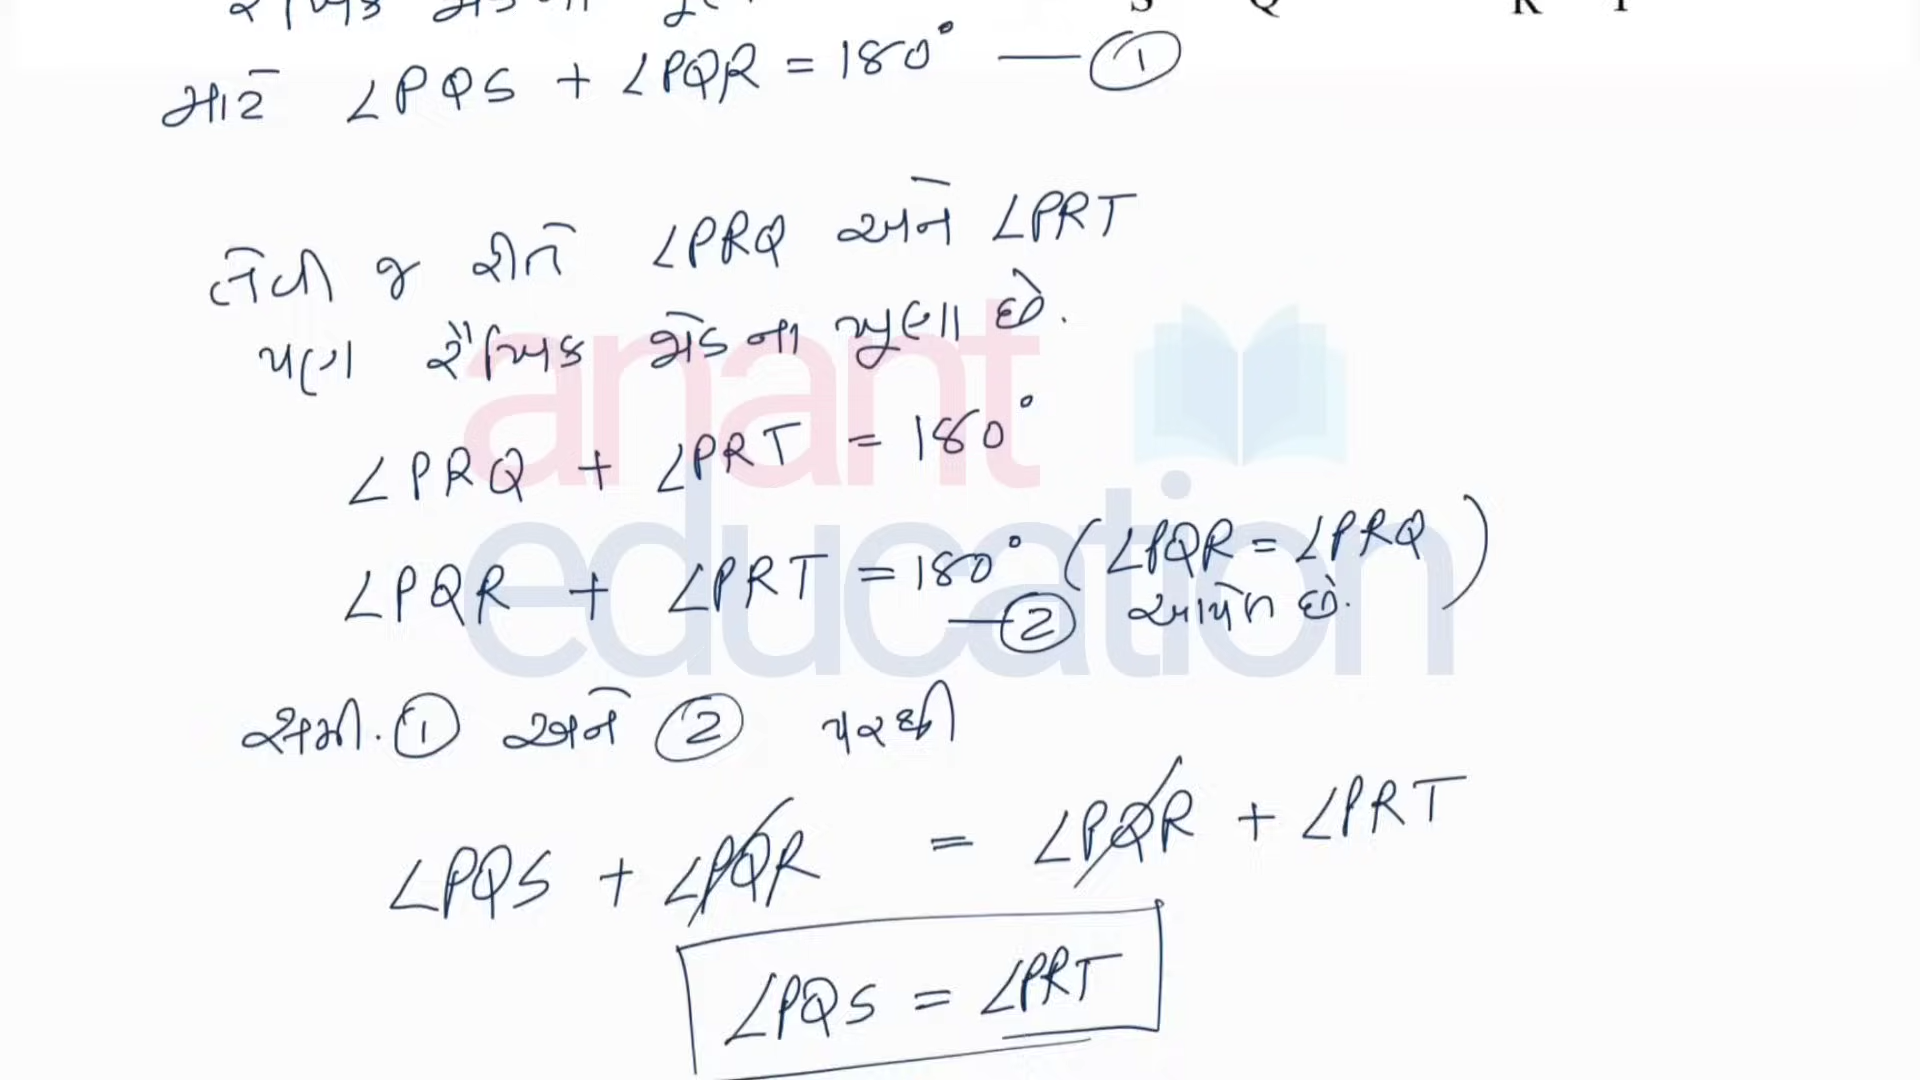 S Q R T
માટે ∠PQS + ∠PQR = 180° — ①
તેવી જ રીતે ∠PRQ અને ∠PRT
પણ રૈખિક જોડના ખુણા છે.
∠PRQ + ∠PRT = 180°
∠PQR + ∠PRT = 180° (∠PQR = ∠PRQ
— ② આપેલ છે.)
સમી. ① અને ② પરથી
∠PQS + ∠PQR = ∠PQR + ∠PRT
∠PQS = ∠PRT
anant
education